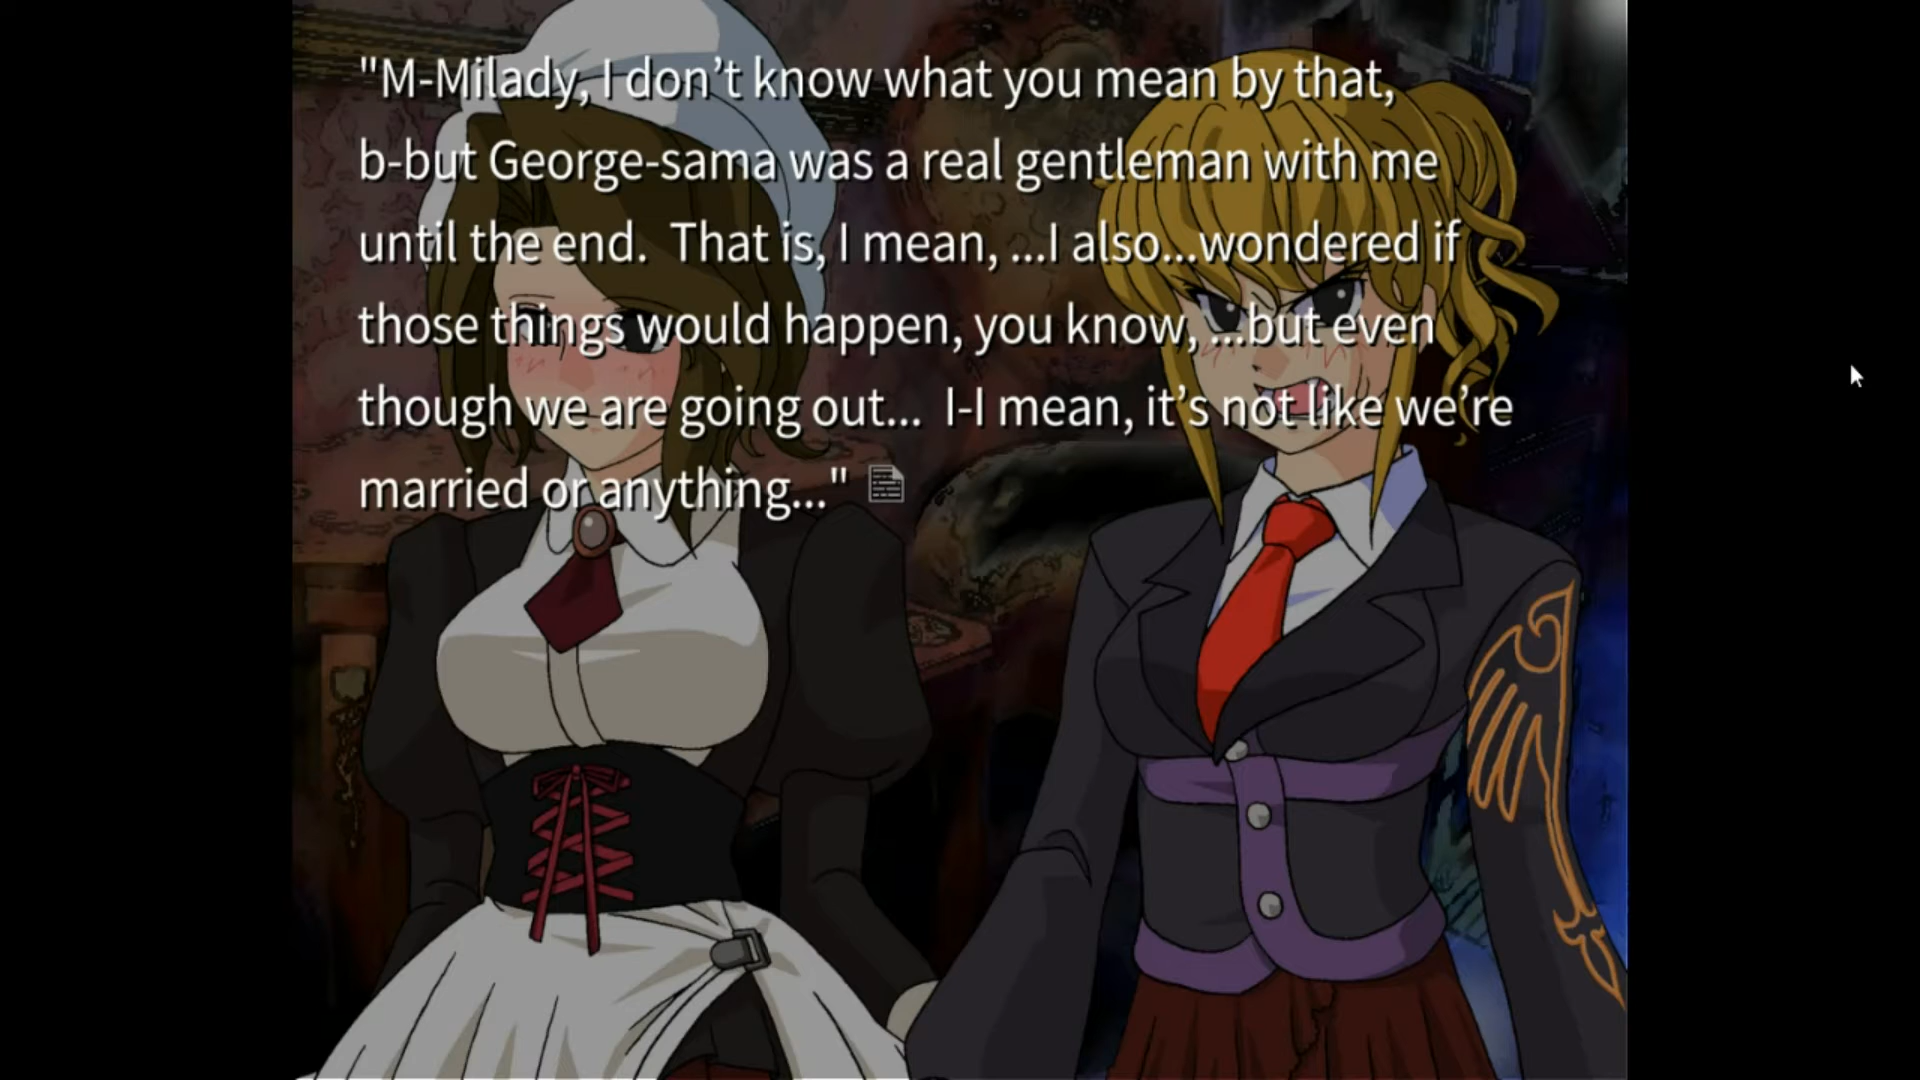 "M-Milady, I don’t know what you mean by that,
b-but George-sama was a real gentleman with me
until the end.  That is, I mean, ...I also...wondered if
those things would happen, you know, ...but even
though we are going out...  I-I mean, it’s not like we’re
married or anything..."